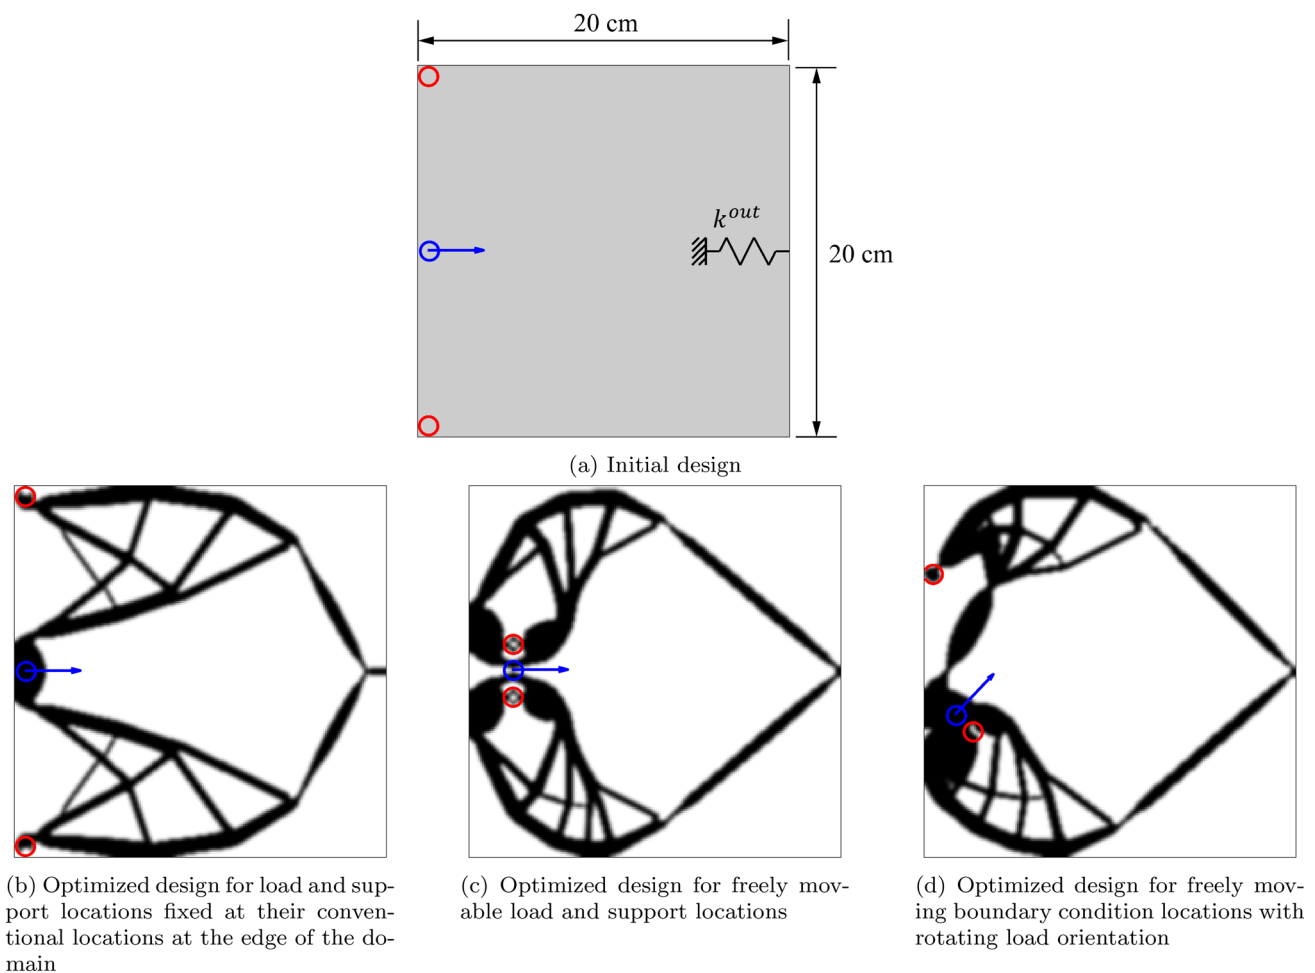 20 cm
k^out
20 cm
(a) Initial design
(b) Optimized design for load and sup-
port locations fixed at their conven-
tional locations at the edge of the do-
main
(c) Optimized design for freely mov-
able load and support locations
(d) Optimized design for freely mov-
ing boundary condition locations with
rotating load orientation